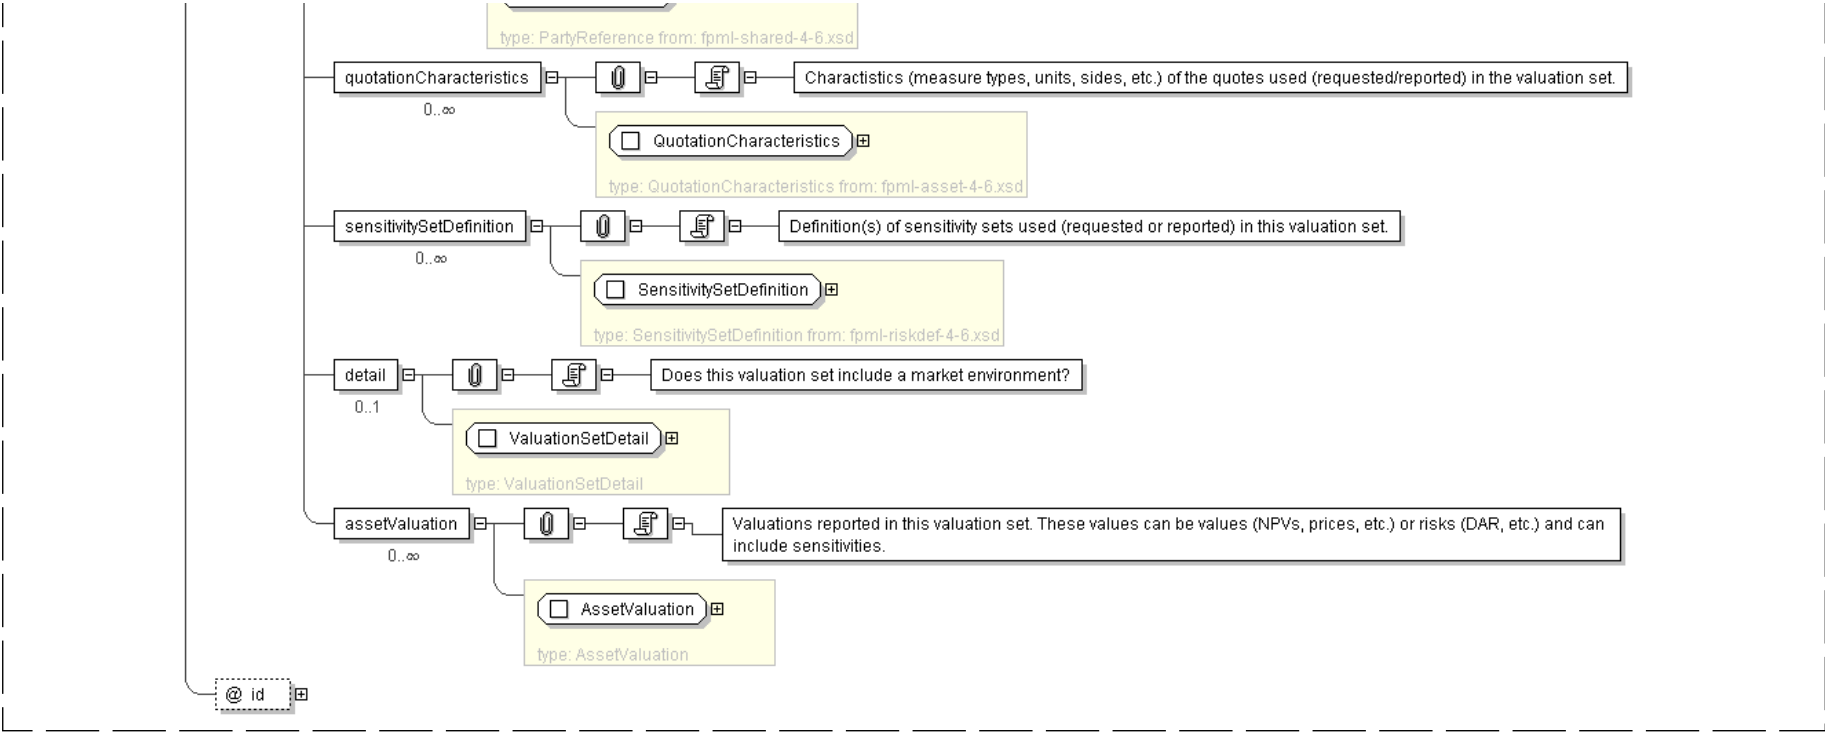 type: PartyReference from: fpml-shared-4-6.xsd
quotationCharacteristics
Charactistics (measure types, units, sides, etc.) of the quotes used (requested/reported) in the valuation set.
0..∞
QuotationCharacteristics
type: QuotationCharacteristics from: fpml-asset-4-6.xsd
sensitivitySetDefinition
Definition(s) of sensitivity sets used (requested or reported) in this valuation set.
0..∞
SensitivitySetDefinition
type: SensitivitySetDefinition from: fpml-riskdef-4-6.xsd
detail
Does this valuation set include a market environment?
0..1
ValuationSetDetail
type: ValuationSetDetail
assetValuation
Valuations reported in this valuation set. These values can be values (NPVs, prices, etc.) or risks (DAR, etc.) and can
include sensitivities.
0..∞
AssetValuation
type: AssetValuation
@ id